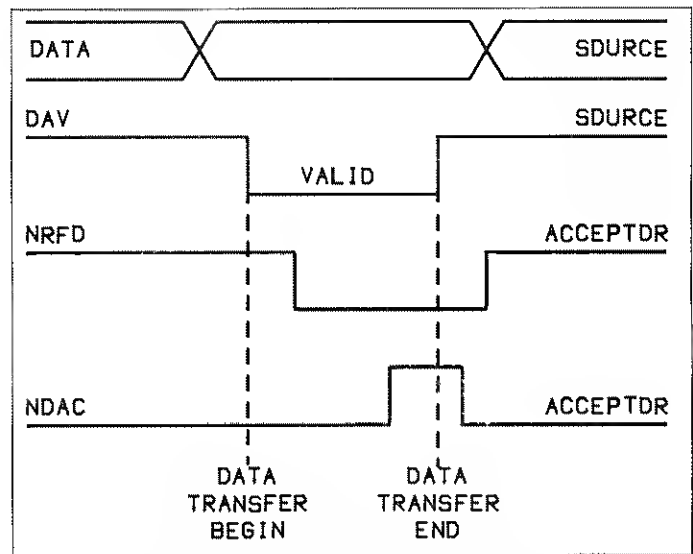 DATA SDURCE
DAV SDURCE
VALID
NRFD ACCEPTDR
NDAC ACCEPTDR
DATA TRANSFER BEGIN
DATA TRANSFER END